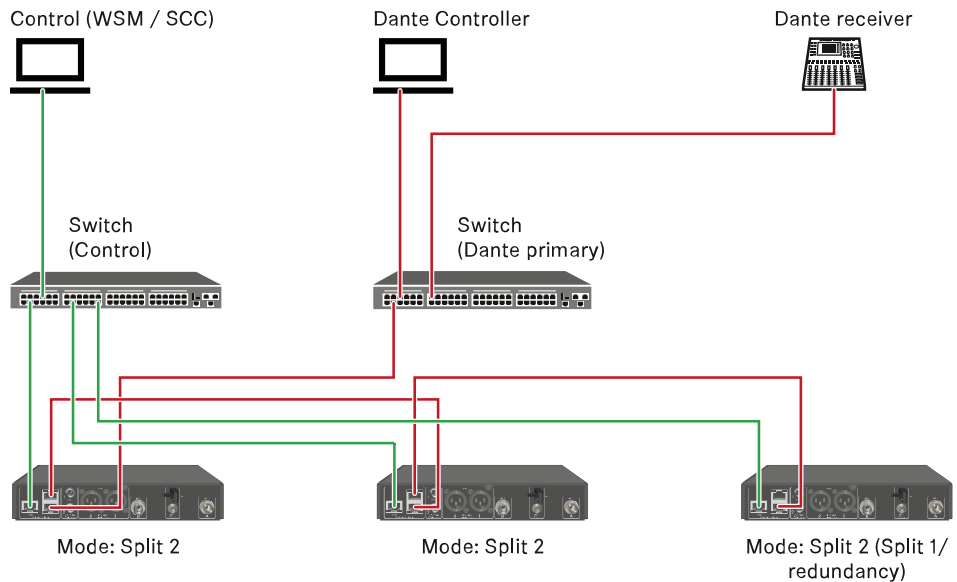 Control (WSM / SCC)
Dante Controller
Dante receiver
Switch
(Control)
Switch
(Dante primary)
Mode: Split 2
Mode: Split 2
Mode: Split 2 (Split 1/
redundancy)